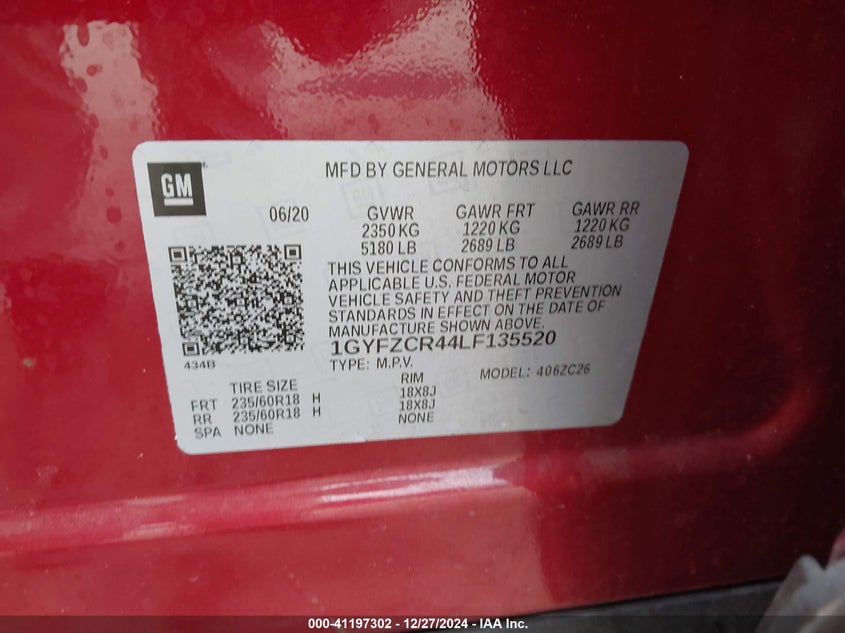 GM
MFD BY GENERAL MOTORS LLC
06/20 GVWR GAWR FRT GAWR RR
2350 KG 1220 KG 1220 KG
5180 LB 2689 LB 2689 LB
THIS VEHICLE CONFORMS TO ALL
APPLICABLE U.S. FEDERAL MOTOR
VEHICLE SAFETY AND THEFT PREVENTION
STANDARDS IN EFFECT ON THE DATE OF
MANUFACTURE SHOWN ABOVE.
1GYFZCR44LF135520
434B
TYPE: M.P.V. MODEL: 406ZC26
TIRE SIZE RIM
FRT 235/60R18 H 18X8J
RR 235/60R18 H 18X8J
SPA NONE NONE
000-41197302 - 12/27/2024 - IAA Inc.